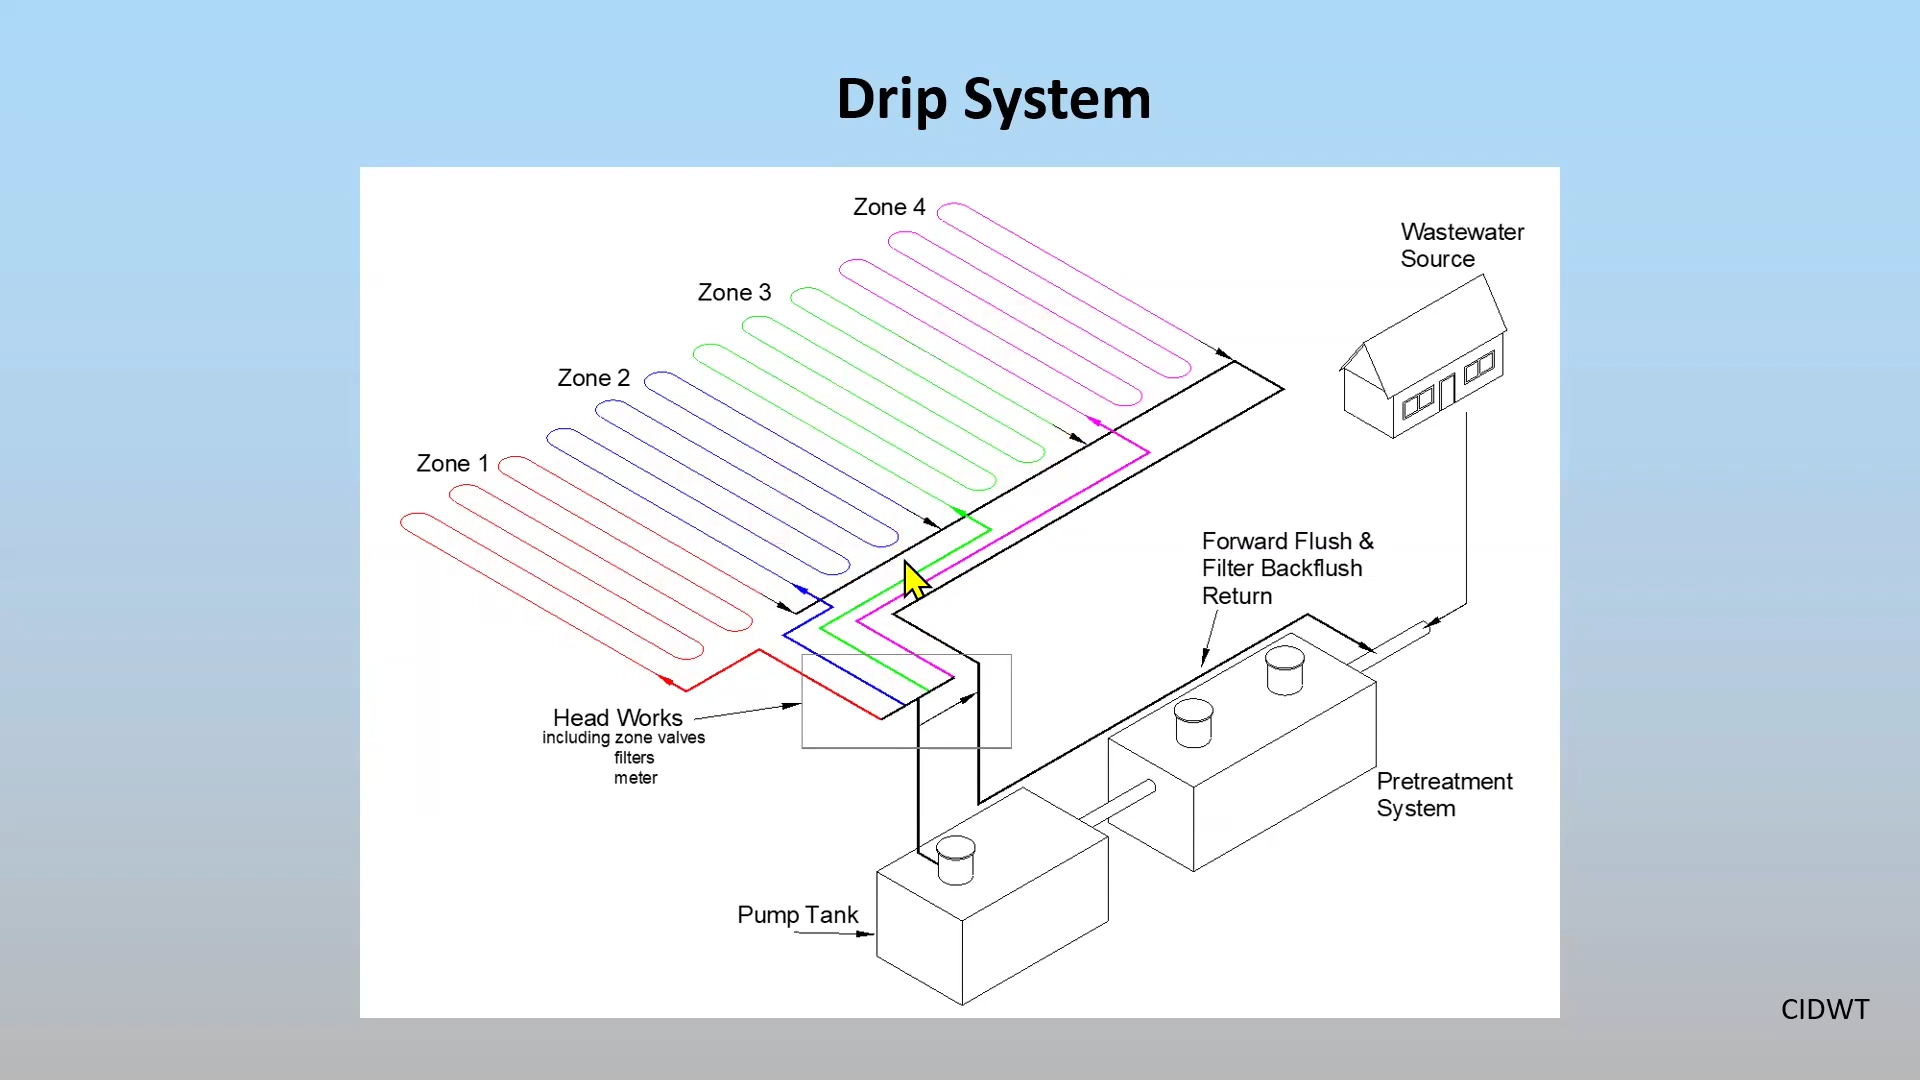 Drip System
Zone 4
Wastewater
Source
Zone 3
Zone 2
Zone 1
Forward Flush &
Filter Backflush
Return
Head Works
including zone valves
filters
meter
Pretreatment
System
Pump Tank
CIDWT